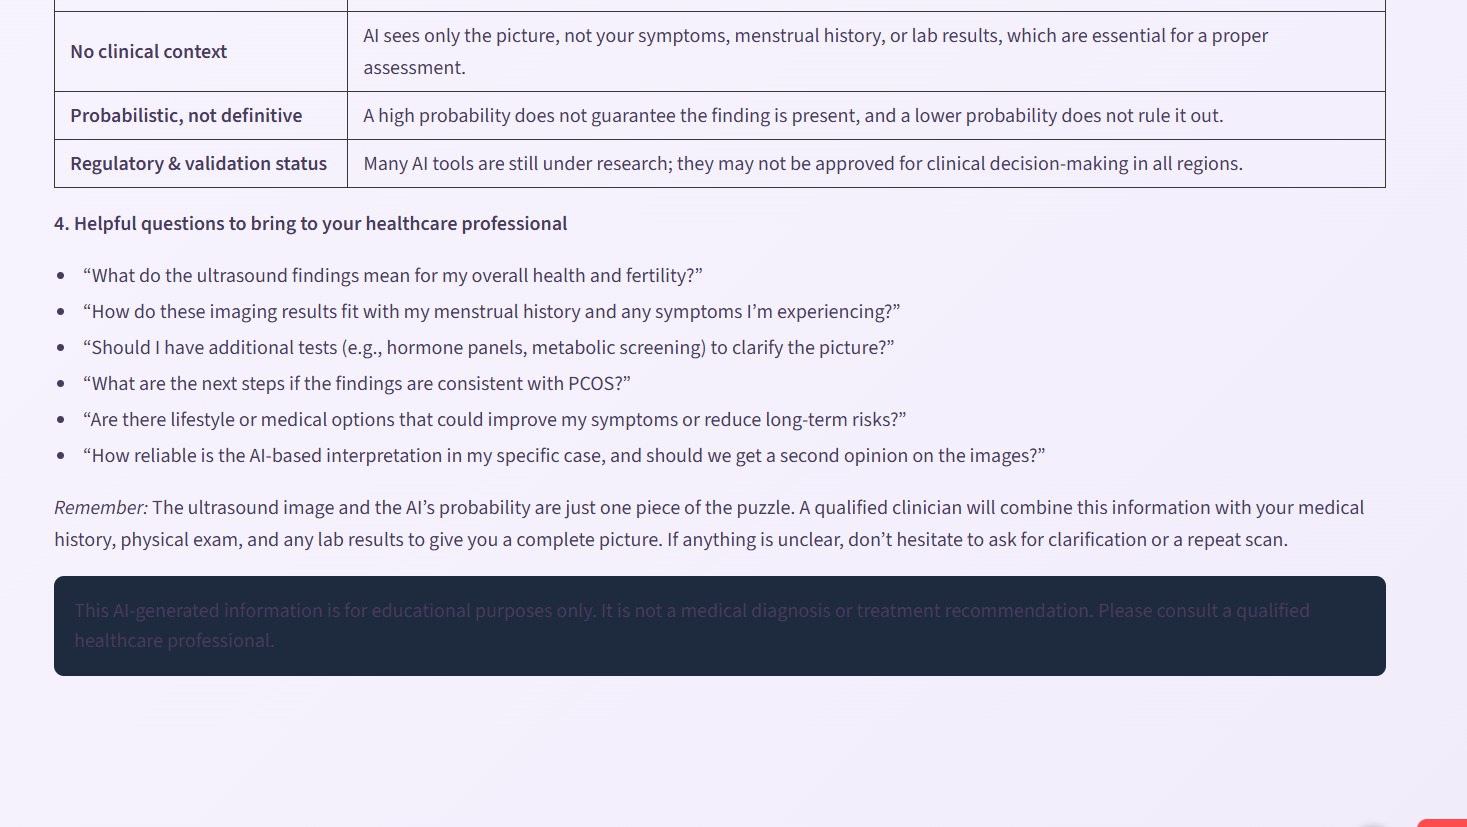 No clinical context
AI sees only the picture, not your symptoms, menstrual history, or lab results, which are essential for a proper
assessment.
Probabilistic, not definitive
A high probability does not guarantee the finding is present, and a lower probability does not rule it out.
Regulatory & validation status
Many AI tools are still under research; they may not be approved for clinical decision-making in all regions.
4. Helpful questions to bring to your healthcare professional
• “What do the ultrasound findings mean for my overall health and fertility?”
• “How do these imaging results fit with my menstrual history and any symptoms I’m experiencing?”
• “Should I have additional tests (e.g., hormone panels, metabolic screening) to clarify the picture?”
• “What are the next steps if the findings are consistent with PCOS?”
• “Are there lifestyle or medical options that could improve my symptoms or reduce long-term risks?”
• “How reliable is the AI-based interpretation in my specific case, and should we get a second opinion on the images?”
Remember: The ultrasound image and the AI’s probability are just one piece of the puzzle. A qualified clinician will combine this information with your medical
history, physical exam, and any lab results to give you a complete picture. If anything is unclear, don’t hesitate to ask for clarification or a repeat scan.
This AI-generated information is for educational purposes only. It is not a medical diagnosis or treatment recommendation. Please consult a qualified
healthcare professional.